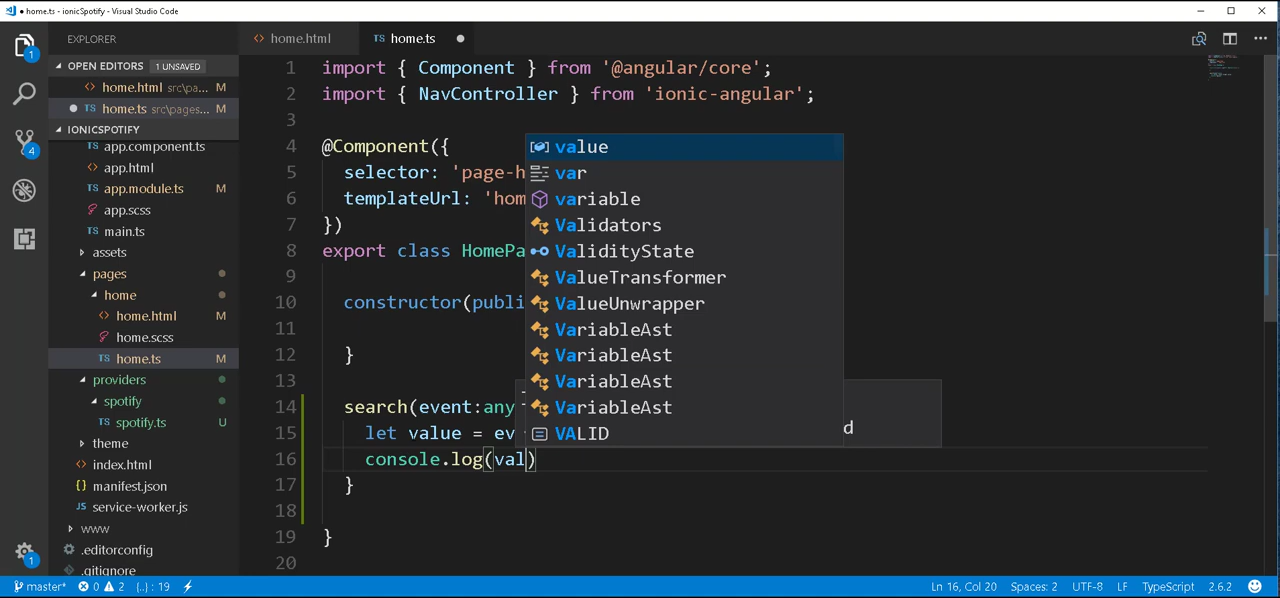 home.ts - ionicSpotify - Visual Studio Code
EXPLORER
OPEN EDITORS 1 UNSAVED
home.html src\pa... M
home.ts src\pages... M
IONICSPOTIFY
app.component.ts
app.html
app.module.ts M
app.scss
main.ts
assets
pages
home
home.html M
home.scss
home.ts M
providers
spotify
spotify.ts U
theme
index.html
manifest.json
service-worker.js
www
.editorconfig
.gitignore
1
4
1
home.html
TS home.ts
1 import { Component } from '@angular/core';
2 import { NavController } from 'ionic-angular';
3
4 @Component({
5 selector: 'page-h
6 templateUrl: 'hom
7 })
8 export class HomePa
9
10 constructor(publi
11
12 }
13
14 search(event:any
15 let value = ev
16 console.log(val)
17 }
18
19 }
20
value
var
variable
Validators
ValidityState
ValueTransformer
ValueUnwrapper
VariableAst
VariableAst
VariableAst
VariableAst
VALID
d
master* 0 2 {..} : 19 Ln 16, Col 20 Spaces: 2 UTF-8 LF TypeScript 2.6.2